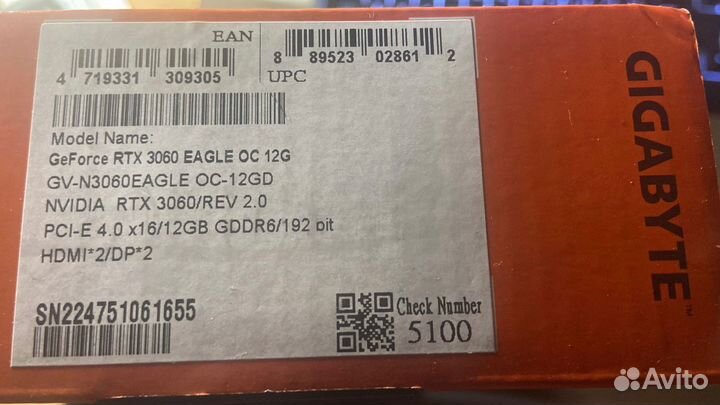 EAN
4 719331 309305
8 89523 02861 2
UPC
Model Name:
GeForce RTX 3060 EAGLE OC 12G
GV-N3060EAGLE OC-12GD
NVIDIA RTX 3060/REV 2.0
PCI-E 4.0 x16/12GB GDDR6/192 bit
HDMI*2/DP*2
SN224751061655
Check Number
5100
GIGABYTE™
Avito